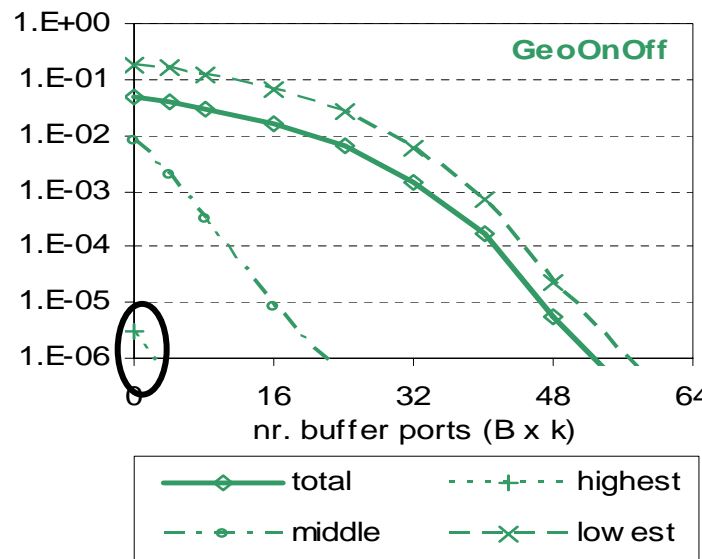 1.E+00
GeoOnOff
1.E-01
1.E-02
1.E-03
1.E-04
1.E-05
1.E-06
0 16 32 48 64
nr. buffer ports (B x k)
total highest
middle low est